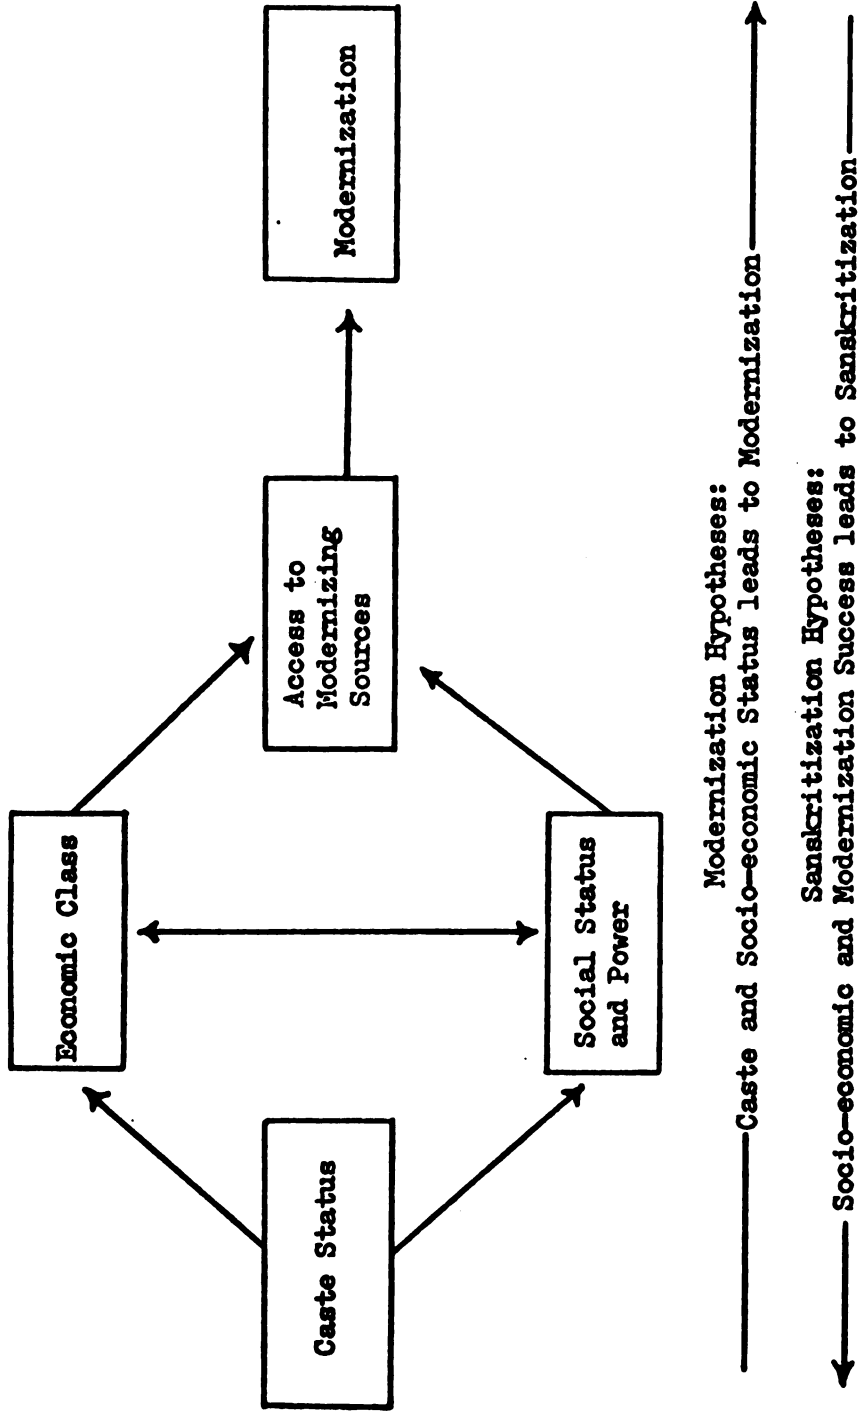 Economic Class
Caste Status
Access to
Modernizing
Sources
Modernization
Social Status
and Power
Modernization Hypotheses:
Caste and Socio-economic Status leads to Modernization
Sanskritization Hypotheses:
Socio-economic and Modernization Success leads to Sanskritization